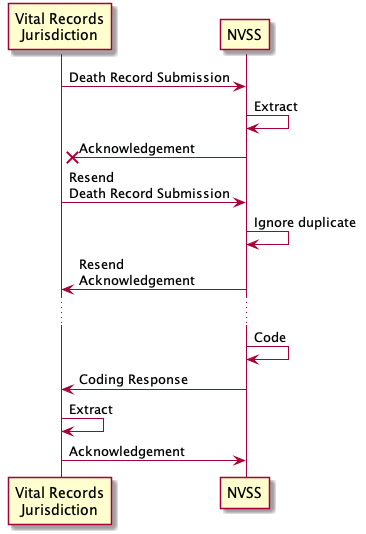 Vital Records
Jurisdiction
NVSS
Death Record Submission
Extract
Acknowledgement
Resend
Death Record Submission
Ignore duplicate
Resend
Acknowledgement
Code
Coding Response
Extract
Acknowledgement
Vital Records
Jurisdiction
NVSS